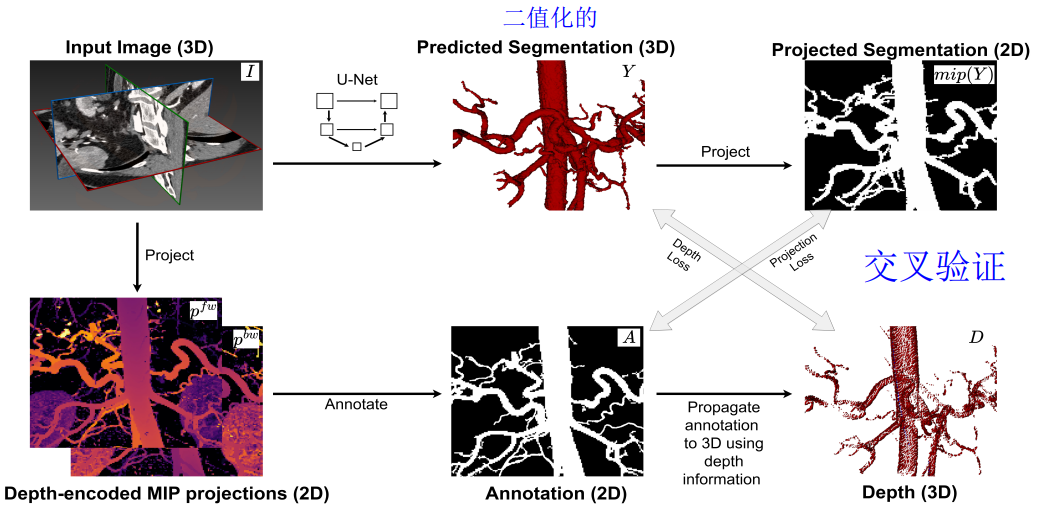 二值化的
Input Image (3D)
Predicted Segmentation (3D)
Projected Segmentation (2D)
I
U-Net
Y
mip(Y)
Project
Project
Depth
Loss
Projection
Loss
交叉验证
p^{fw}
p^{bw}
A
D
Annotate
Propagate
annotation
to 3D using
depth
information
Depth-encoded MIP projections (2D)
Annotation (2D)
Depth (3D)